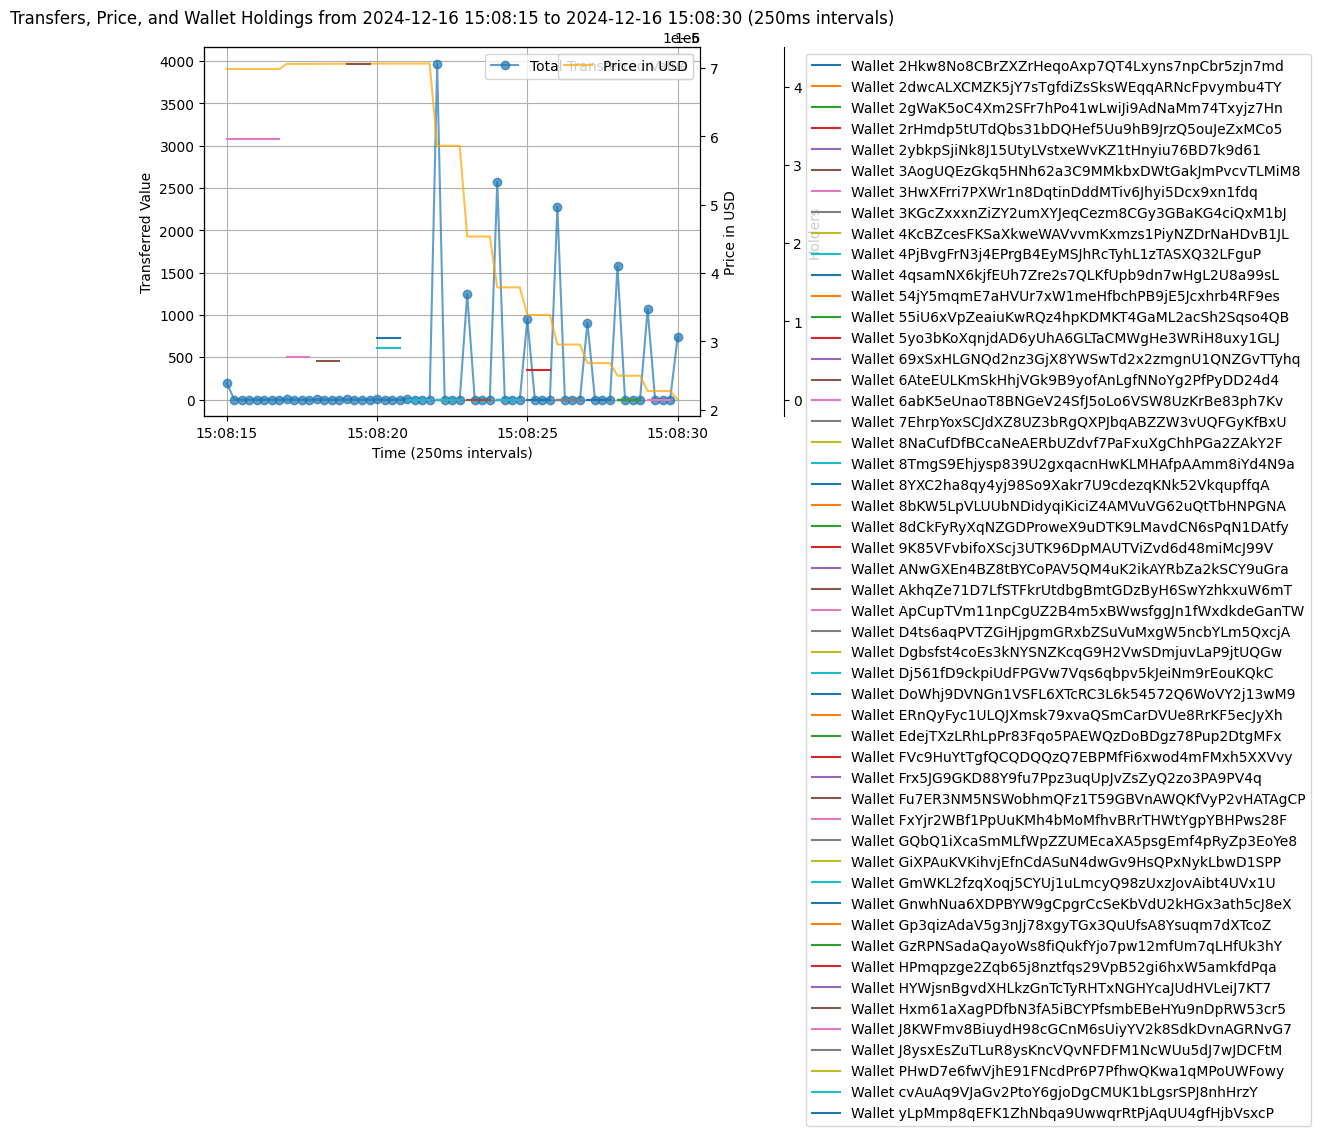 Transfers, Price, and Wallet Holdings from 2024-12-16 15:08:15 to 2024-12-16 15:08:30 (250ms intervals)
Total Transferred Value
Price in USD
4000
3500
3000
2500
2000
1500
1000
500
0
Transferred Value
15:08:15
15:08:20
15:08:25
15:08:30
Time (250ms intervals)
7
6
5
4
3
2
Price in USD
4
3
2
1
0
Holders
Wallet 2Hkw8No8CBrZXZrHeqoAxp7QT4Lxyns7npCbr5zjn7md
Wallet 2dwcALXCMZK5jY7sTgfdiZsSksWEqqARNcFpvymbu4TY
Wallet 2gWaK5oC4Xm2SFr7hPo41wLwiJi9AdNaMm74Txyjz7Hn
Wallet 2rHmdp5tUTdQbs31bDQHef5Uu9hB9JrzQ5ouJeZxMCo5
Wallet 2ybkpSjiNk8J15UtyLVstxeWvKZ1tHnyiu76BD7k9d61
Wallet 3AogUQEzGkq5HNh62a3C9MMkbxDWtGakJmPvcvTLMiM8
Wallet 3HwXFrri7PXWr1n8DqtinDddMTiv6Jhyi5Dcx9xn1fdq
Wallet 3KGcZxxxnZiZY2umXYJeqCezm8CGy3GBaKG4ciQxM1bJ
Wallet 4KcBZcesFKSaXkweWAVvvmKxmzs1PiyNZDrNaHDvB1JL
Wallet 4PjBvgFrN3j4EPrgB4EyMSJhRcTyhL1zTASXQ32LFguP
Wallet 4qsamNX6kjfEUh7Zre2s7QLKfUpb9dn7wHgL2U8a99sL
Wallet 54jY5mqmE7aHVUr7xW1meHfbchPB9jE5Jcxhrb4RF9es
Wallet 55iU6xVpZeaiuKwRQz4hpKDMKT4GaML2acSh2Sqso4QB
Wallet 5yo3bKoXqnjdAD6yUhA6GLTaCMWgHe3WRiH8uxy1GLJ
Wallet 69xSxHLGNQd2nz3GjX8YWSwTd2x2zmgnU1QNZGvTTyhq
Wallet 6AteEULKmSkHhjVGk9B9yofAnLgfNNoYg2PfPyDD24d4
Wallet 6abK5eUnaoT8BNGeV24SfJ5oLo6VSW8UzKrBe83ph7Kv
Wallet 7EhrpYoxSCJdXZ8UZ3bRgQXPJbqABZZW3vUQFGyKfBxU
Wallet 8NaCufDfBCcaNeAERbUZdvf7PaFxuXgChhPGa2ZAkY2F
Wallet 8TmgS9Ehjysp839U2gxqacnHwKLMHAfpAAmm8iYd4N9a
Wallet 8YXC2ha8qy4yj98So9Xakr7U9cdezqKNk52VkqupffqA
Wallet 8bKW5LpVLUUbNDidyqiKiciZ4AMVuVG62uQtTbHNPGNA
Wallet 8dCkFyRyXqNZGDProweX9uDTK9LMavdCN6sPqN1DAtfy
Wallet 9K85VFvbifoXScj3UTK96DpMAUTViZvd6d48miMcJ99V
Wallet ANwGXEn4BZ8tBYCoPAV5QM4uK2ikAYRbZa2kSCY9uGra
Wallet AkhqZe71D7LfSTFkrUtdbgBmtGDzByH6SwYzhkxuW6mT
Wallet ApCupTVm11npCgUZ2B4m5xBWwsfggJn1fWxdkdeGanTW
Wallet D4ts6aqPVTZGiHjpgmGRxbZSuVuMxgW5ncbYLm5QxcjA
Wallet Dgbsfst4coEs3kNYSNZKcqG9H2VwSDmjuvLaP9jtUQGw
Wallet Dj561fD9ckpiUdFPGVw7Vqs6qbpv5kJeiNm9rEouKQkC
Wallet DoWhj9DVNGn1VSFL6XTcRC3L6k54572Q6WoVY2j13wM9
Wallet ERnQyFyc1ULQJXmsk79xvaQSmCarDVUe8RrKF5ecJyXh
Wallet EdejTXzLRhLpPr83Fqo5PAEWQzDoBDgz78Pup2DtgMFx
Wallet FVc9HuYtTgfQCQDQQzQ7EBPMfFi6xwod4mFMxh5XXVvy
Wallet Frx5JG9GKD88Y9fu7Ppz3uqUpJvZsZyQ2zo3PA9PV4q
Wallet Fu7ER3NM5NSWobhmQFz1T59GBVnAWQKfVyP2vHATAgCP
Wallet FxYjr2WBf1PpUuKMh4bMoMfhvBRrTHWtYgpYBHPws28F
Wallet GQbQ1iXcaSmMLfWpZZUMEcaXA5psgEmf4pRyZp3EoYe8
Wallet GiXPAuKVKihvjEfnCdASuN4dwGv9HsQPxNykLbwD1SPP
Wallet GmWKL2fzqXoqj5CYUj1uLmcyQ98zUxzJovAibt4UVx1U
Wallet GnwhNua6XDPBYW9gCpgrCcSeKbVdU2kHGx3ath5cJ8eX
Wallet Gp3qizAdaV5g3nJj78xgyTGx3QuUfsA8Ysuqm7dXTcoZ
Wallet GzRPNSadaQayoWs8fiQukfYjo7pw12mfUm7qLHfUk3hY
Wallet HPmqpzge2Zqb65j8nztfqs29VpB52gi6hxW5amkfdPqa
Wallet HYWjsnBgvdXHLkzGnTcTyRHTxNGHYcaJUdHVLeiJ7KT7
Wallet Hxm61aXagPDfbN3fA5iBCYPfsmbEBeHYu9nDpRW53cr5
Wallet J8KWFmv8BiuydH98cGCnM6sUiyYV2k8SdkDvnAGRNvG7
Wallet J8ysxEsZuTLuR8ysKncVQvNFDFM1NcWUu5dJ7wJDCFtM
Wallet PHwD7e6fwVjhE91FNcdPr6P7PfhwQKwa1qMPoUWFowy
Wallet cvAuAq9VJaGv2PtoY6gjoDgCMUK1bLgsrSPJ8nhHrzY
Wallet yLpMmp8qEFK1ZhNbqa9UwwqrRtPjAqUU4gfHjbVsxcP